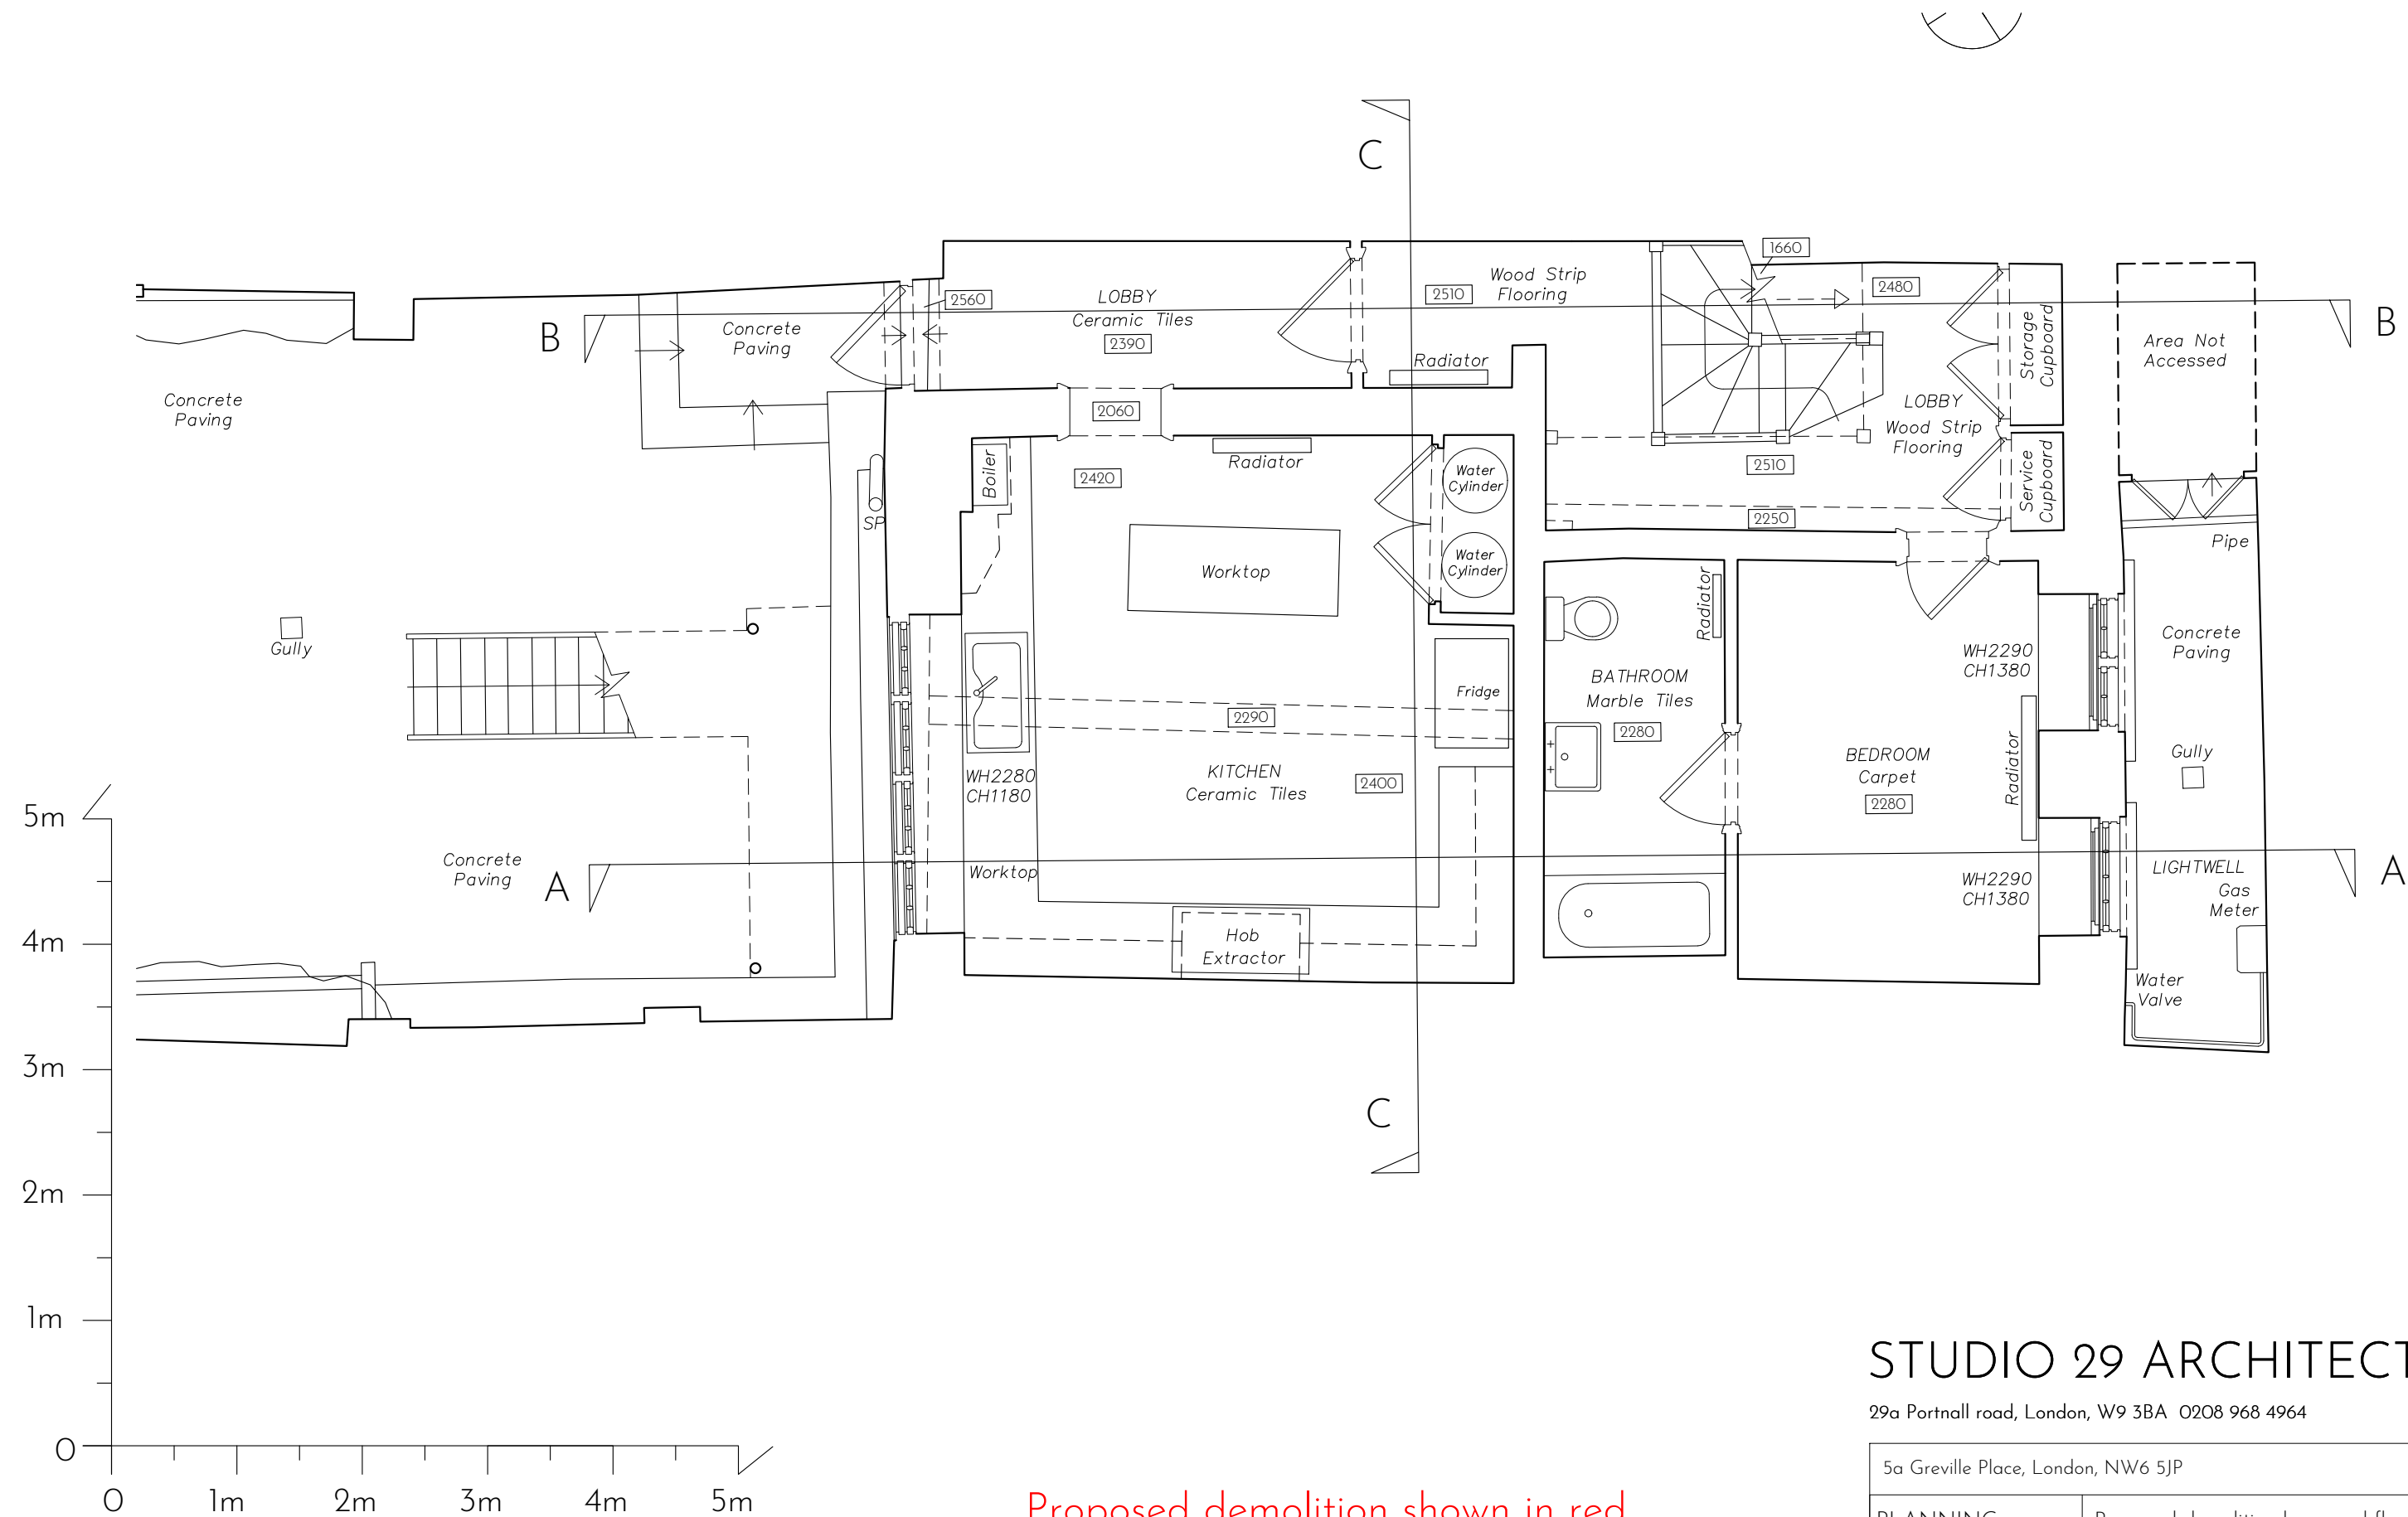 C
1660
2560
LOBBY
Ceramic Tiles
2390
2510
Wood Strip
Flooring
2480
B
Concrete
Paving
Radiator
Storage
Cupboard
Area Not
Accessed
B
Concrete
Paving
2060
LOBBY
Wood Strip
Flooring
Boiler
2420
Radiator
Water
Cylinder
2510
Service
Cupboard
SP
2250
Pipe
Worktop
Water
Cylinder
Radiator
Gully
WH2290
CH1380
Concrete
Paving
BATHROOM
Marble Tiles
2280
Fridge
2290
WH2280
CH1180
KITCHEN
Ceramic Tiles
2400
BEDROOM
Carpet
2280
Radiator
Gully
Concrete
Paving
A
Worktop
WH2290
CH1380
LIGHTWELL
Gas
Meter
A
Hob
Extractor
Water
Valve
C
5m
4m
3m
2m
1m
0
0 1m 2m 3m 4m 5m
Proposed demolition shown in red
STUDIO 29 ARCHITECT
29a Portnall road, London, W9 3BA 0208 968 4964
5a Greville Place, London, NW6 5JP
PLANNING